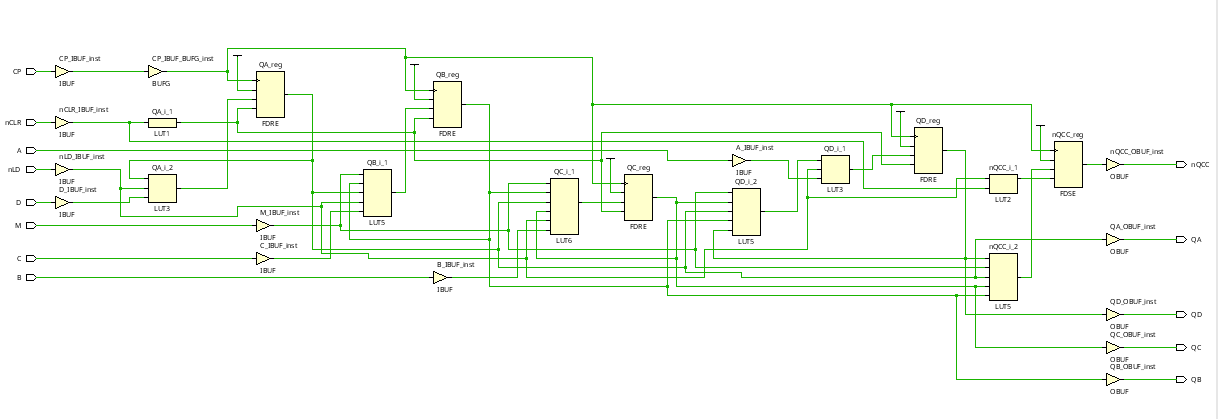 CP_IBUF_inst
CP_IBUF_BUFG_inst
QA_reg
CP
IBUF
BUFG
FDRE
QB_reg
FDRE
nCLR_IBUF_inst
QA_i_1
nCLR
IBUF
LUT1
A
nLD_IBUF_inst
nLD
IBUF
QA_i_2
LUT3
D_IBUF_inst
D
IBUF
M_IBUF_inst
M
IBUF
C_IBUF_inst
C
IBUF
B_IBUF_inst
B
IBUF
QB_i_1
LUT5
QC_i_1
LUT6
QC_reg
FDRE
A_IBUF_inst
IBUF
QD_i_2
LUT5
QD_i_1
LUT3
QD_reg
FDRE
nQCC_i_1
LUT2
nQCC_i_2
LUT5
nQCC_reg
FDSE
nQCC_OBUF_inst
OBUF
nQCC
QA_OBUF_inst
OBUF
QA
QD_OBUF_inst
OBUF
QD
QC_OBUF_inst
OBUF
QC
QB_OBUF_inst
OBUF
QB